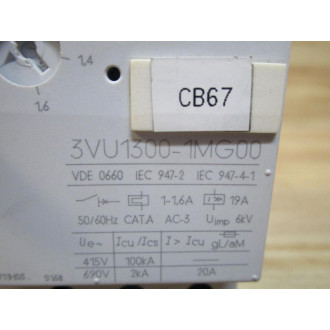 1,4
1,6
CB67
3VU1300-1MG00
VDE 0660 IEC 947-2 IEC 947-4-1
1-1,6A 19A
50/60Hz CAT.A AC-3 Uimp 6kV
Ue~ Icu/Ics I > Icu gL/aM
415V 100kA
690V 2kA 20A
9168